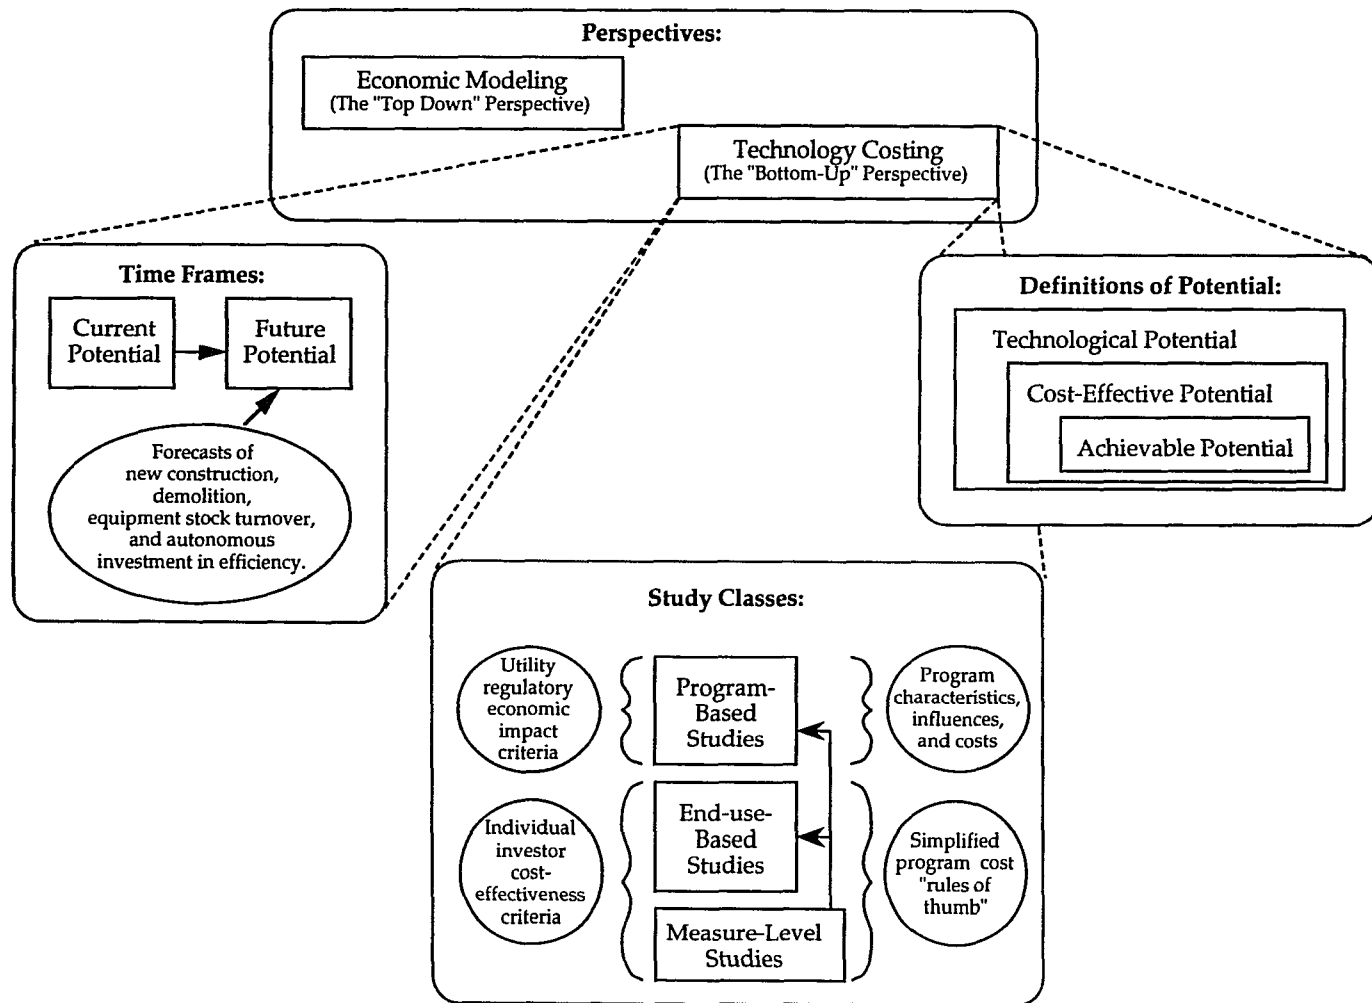 Perspectives:
Economic Modeling
(The "Top Down" Perspective)
Technology Costing
(The "Bottom-Up" Perspective)
Time Frames:
Current
Potential
Future
Potential
Forecasts of
new construction,
demolition,
equipment stock turnover,
and autonomous
investment in efficiency.
Definitions of Potential:
Technological Potential
Cost-Effective Potential
Achievable Potential
Study Classes:
Utility
regulatory
economic
impact
criteria
Program-
Based
Studies
Program
characteristics,
influences,
and costs
Individual
investor
cost-
effectiveness
criteria
End-use-
Based
Studies
Measure-Level
Studies
Simplified
program cost
"rules of
thumb"